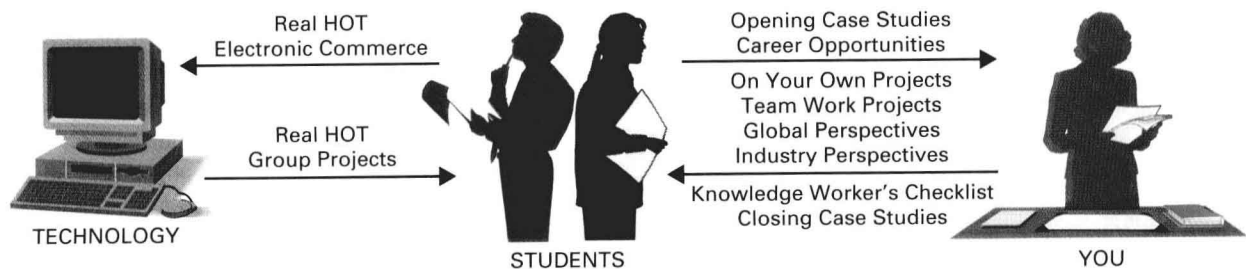 Real HOT
Electronic Commerce
Real HOT
Group Projects
TECHNOLOGY
STUDENTS
Opening Case Studies
Career Opportunities
On Your Own Projects
Team Work Projects
Global Perspectives
Industry Perspectives
Knowledge Worker's Checklist
Closing Case Studies
YOU